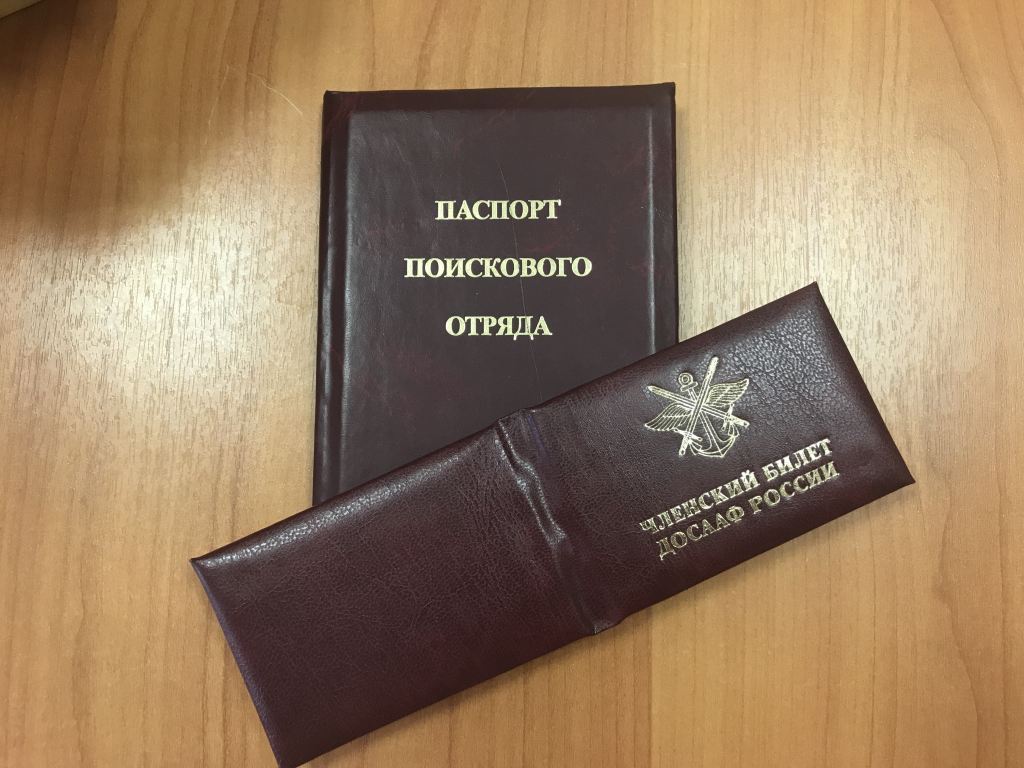 ПАСПОРТ
ПОИСКОВОГО
ОТРЯДА
ЧЛЕНСКИЙ БИЛЕТ
ДОСААФ РОССИИ